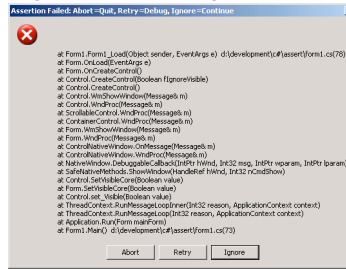 Assertion Failed: Abort=Quit, Retry=Debug, Ignore=Continue
at Form1.Form1_Load(Object sender, EventArgs e) d:\development\c#\assert\form1.cs(78)
at Form.OnLoad(EventArgs e)
at Form.OnCreateControl()
at Control.CreateControl(Boolean fIgnoreVisible)
at Control.CreateControl()
at Control.WmShowWindow(Message& m)
at Control.WndProc(Message& m)
at ScrollableControl.WndProc(Message& m)
at ContainerControl.WndProc(Message& m)
at Form.WmShowWindow(Message& m)
at Form.WndProc(Message& m)
at ControlNativeWindow.OnMessage(Message& m)
at ControlNativeWindow.WndProc(Message& m)
at NativeWindow.DebuggableCallback(IntPtr hWnd, Int32 msg, IntPtr wparam, IntPtr lparam)
at SafeNativeMethods.ShowWindow(HandleRef hWnd, Int32 nCmdShow)
at Control.SetVisibleCore(Boolean value)
at Form.SetVisibleCore(Boolean value)
at Control.set_Visible(Boolean value)
at ThreadContext.RunMessageLoopInner(Int32 reason, ApplicationContext context)
at ThreadContext.RunMessageLoop(Int32 reason, ApplicationContext context)
at Application.Run(Form mainForm)
at Form1.Main() d:\development\c#\assert\form1.cs(73)
Abort Retry Ignore